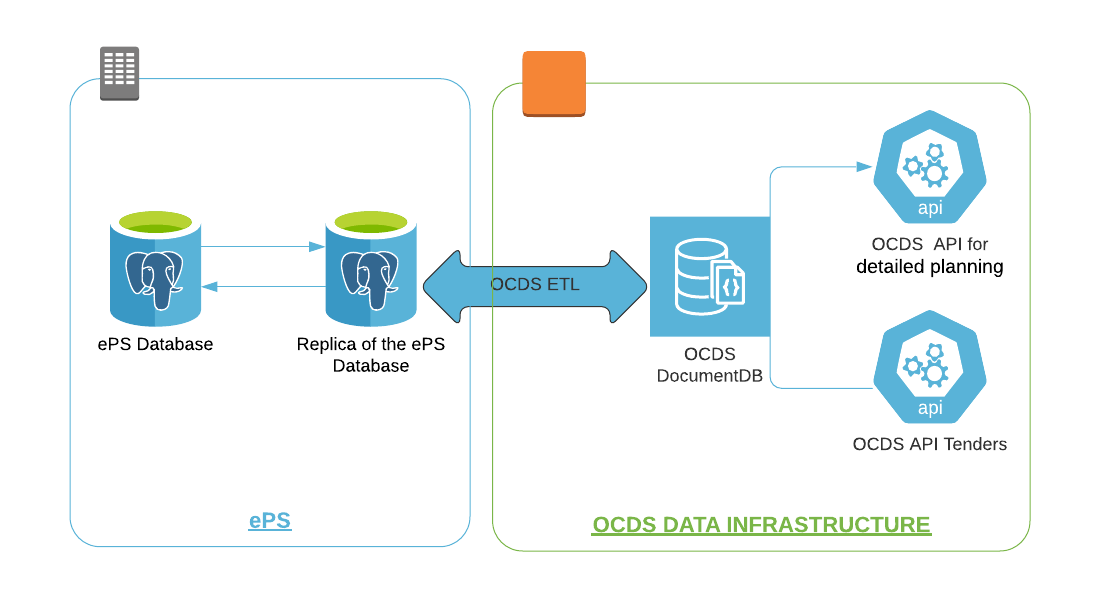 ePS Database
Replica of the ePS
Database
ePS
OCDS ETL
OCDS
DocumentDB
api
OCDS API for
detailed planning
api
OCDS API Tenders
OCDS DATA INFRASTRUCTURE